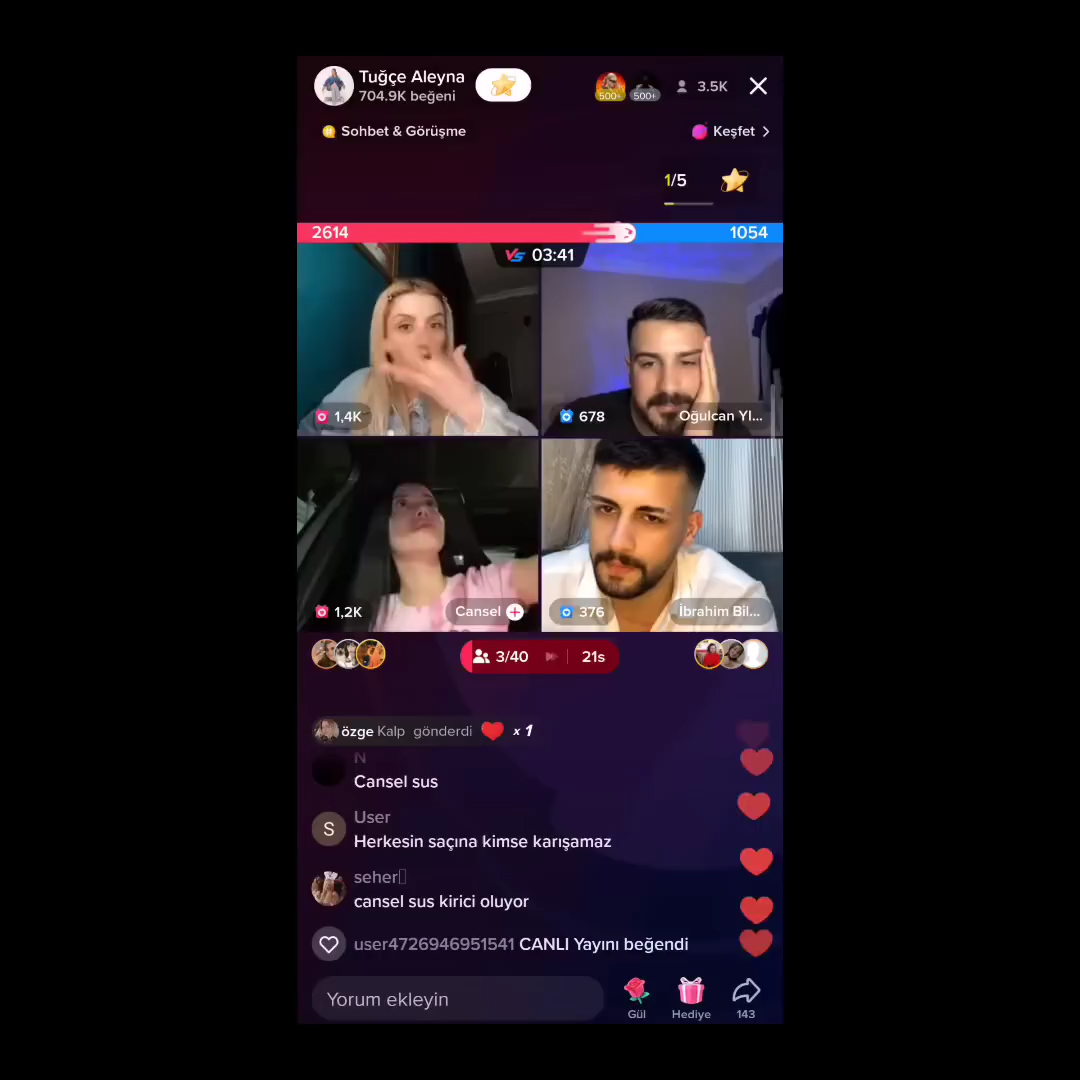 Tuğçe Aleyna
704.9K beğeni
500+
500+
3.5K
Sohbet & Görüşme
Keşfet
1/5
2614
1054
VS 03:41
1,4K
678
Oğulcan Yl...
1,2K
Cansel
376
İbrahim Bil...
3/40
21s
özge Kalp gönderdi x 1
N
Cansel sus
S
User
Herkesin saçına kimse karışamaz
seher
cansel sus kirici oluyor
user4726946951541 CANLI Yayını beğendi
Yorum ekleyin
Gül
Hediye
143